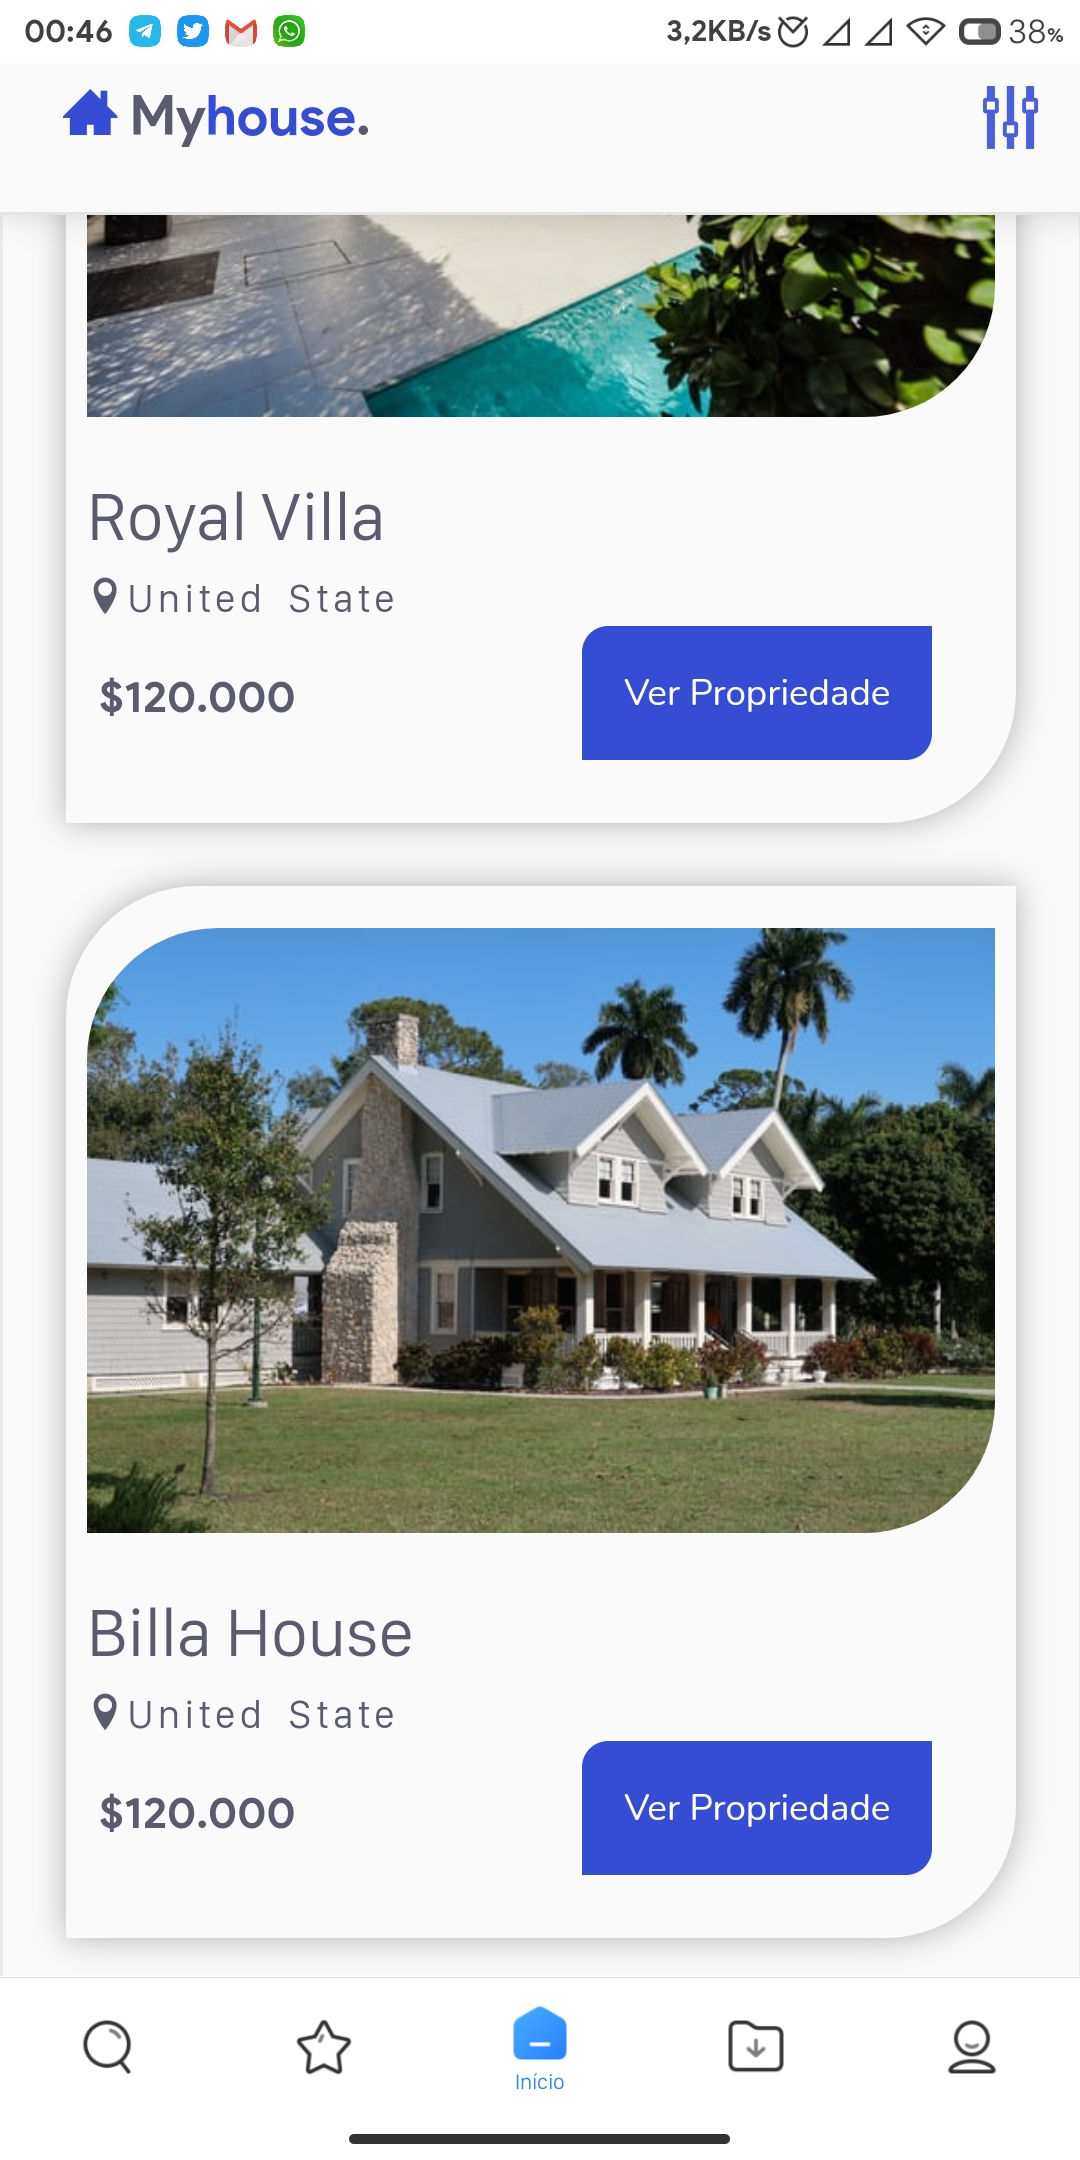 00:46
3,2KB/s
38%
Myhouse.
Royal Villa
United State
$120.000
Ver Propriedade
Billa House
United State
$120.000
Ver Propriedade
Início